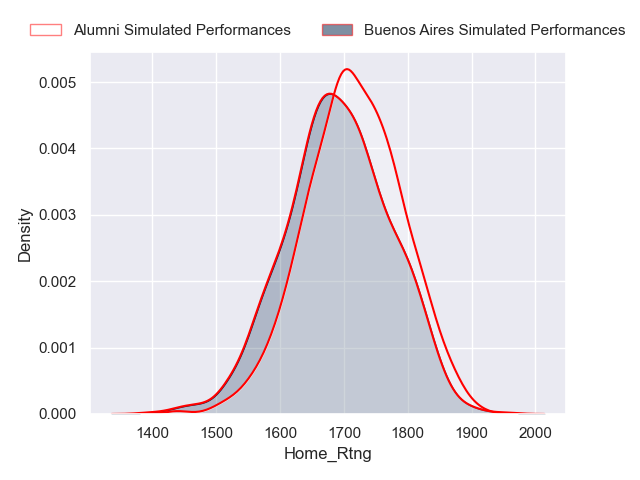 Alumni Simulated Performances Buenos Aires Simulated Performances
0.005
0.004
0.003
0.002
0.001
0.000
Density
1400 1500 1600 1700 1800 1900 2000
Home_Rtng